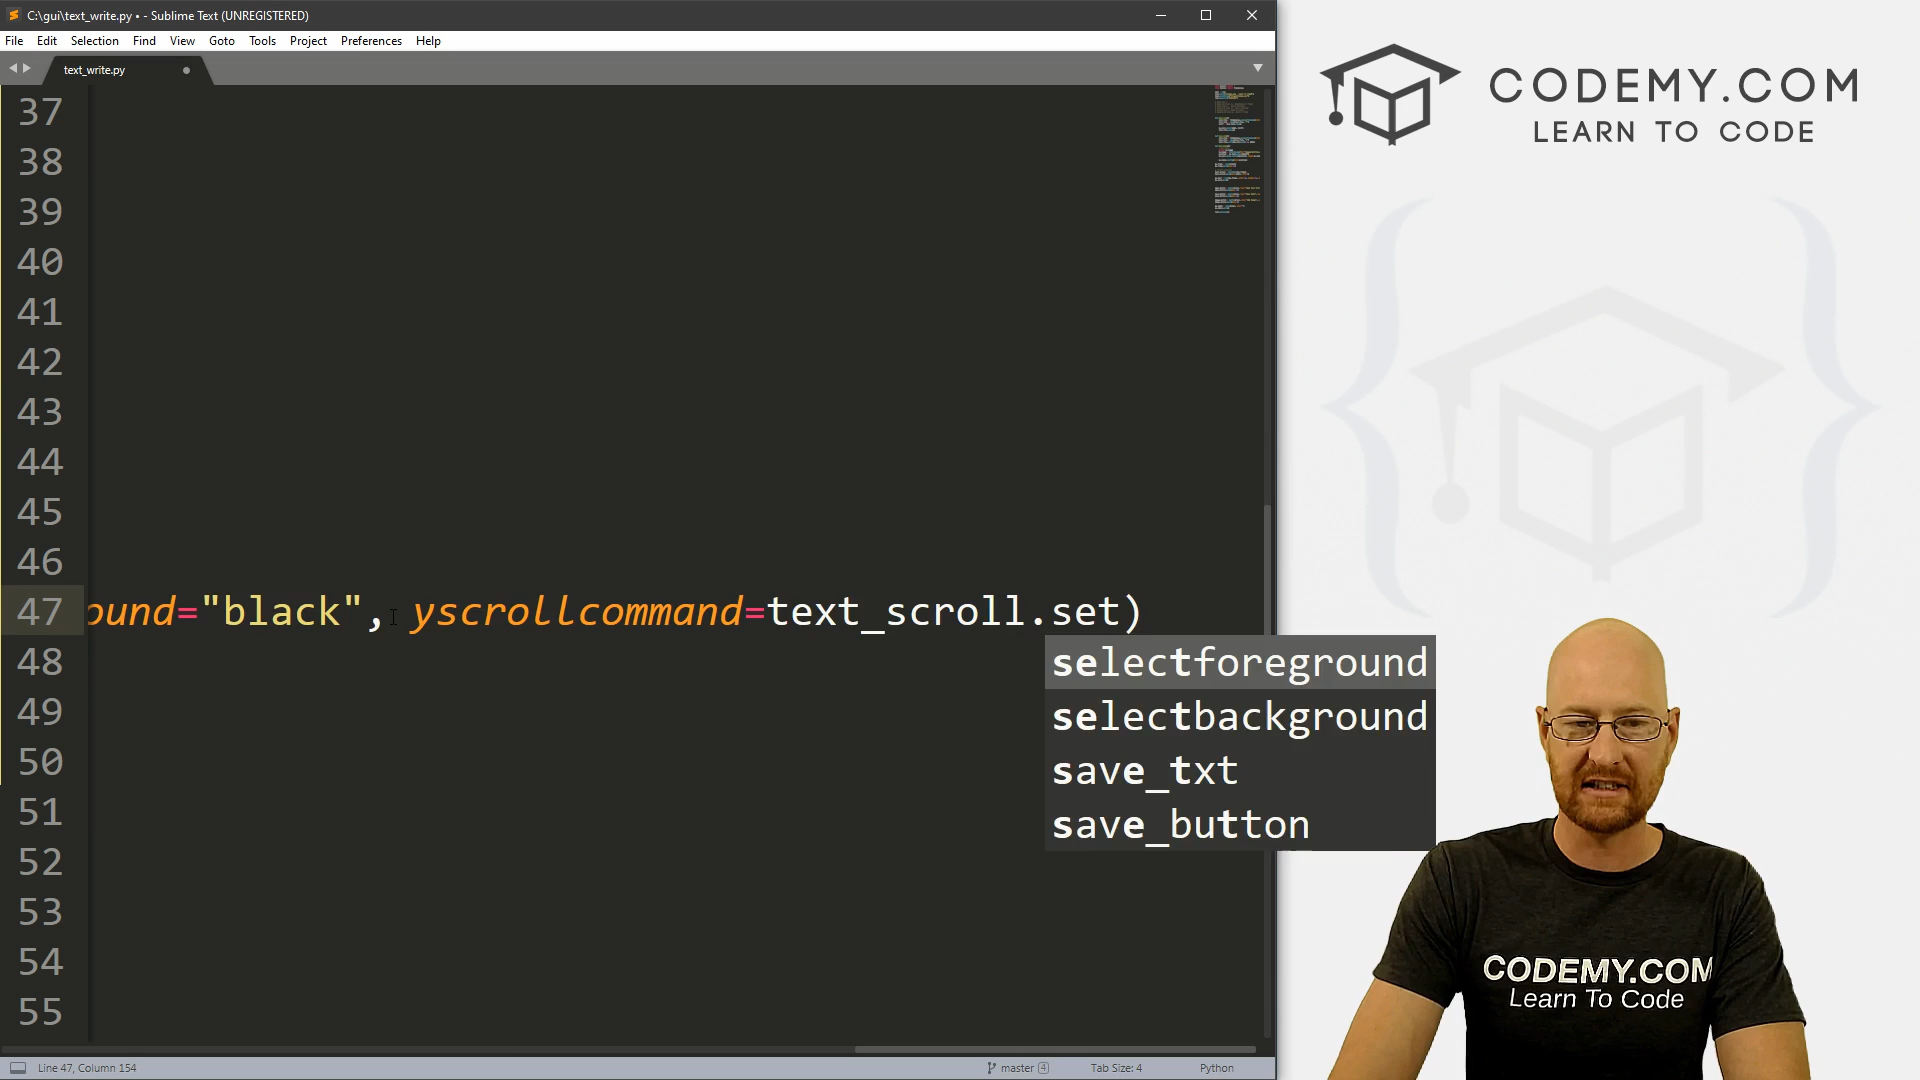 C:\gui\text_write.py • - Sublime Text (UNREGISTERED)
File Edit Selection Find View Goto Tools Project Preferences Help
text_write.py
37
38
39
40
41
42
43
44
45
46
47 ound="black", yscrollcommand=text_scroll.set)
48
49
50
51
52
53
54
55
selectforeground
selectbackground
save_txt
save_button
Line 47, Column 154
master 4
Tab Size: 4
Python
CODEMY.COM
LEARN TO CODE
CODEMY.COM
Learn To Code